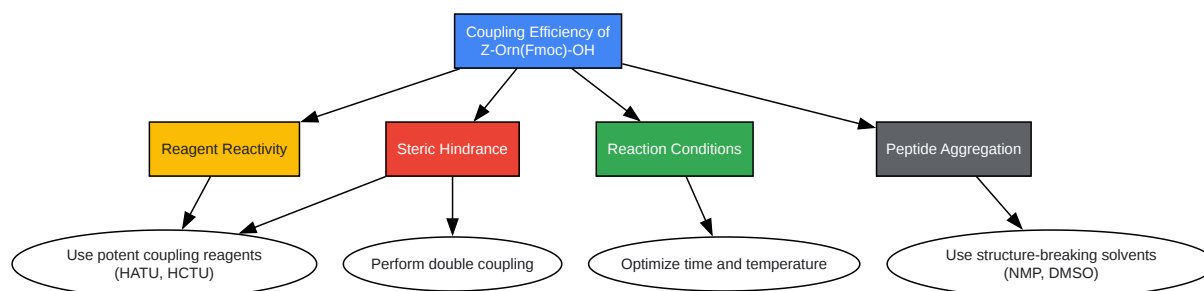 Coupling Efficiency of
Z-Orn(Fmoc)-OH
Reagent Reactivity
Steric Hindrance
Reaction Conditions
Peptide Aggregation
Use potent coupling reagents
(HATU, HCTU)
Perform double coupling
Optimize time and temperature
Use structure-breaking solvents
(NMP, DMSO)